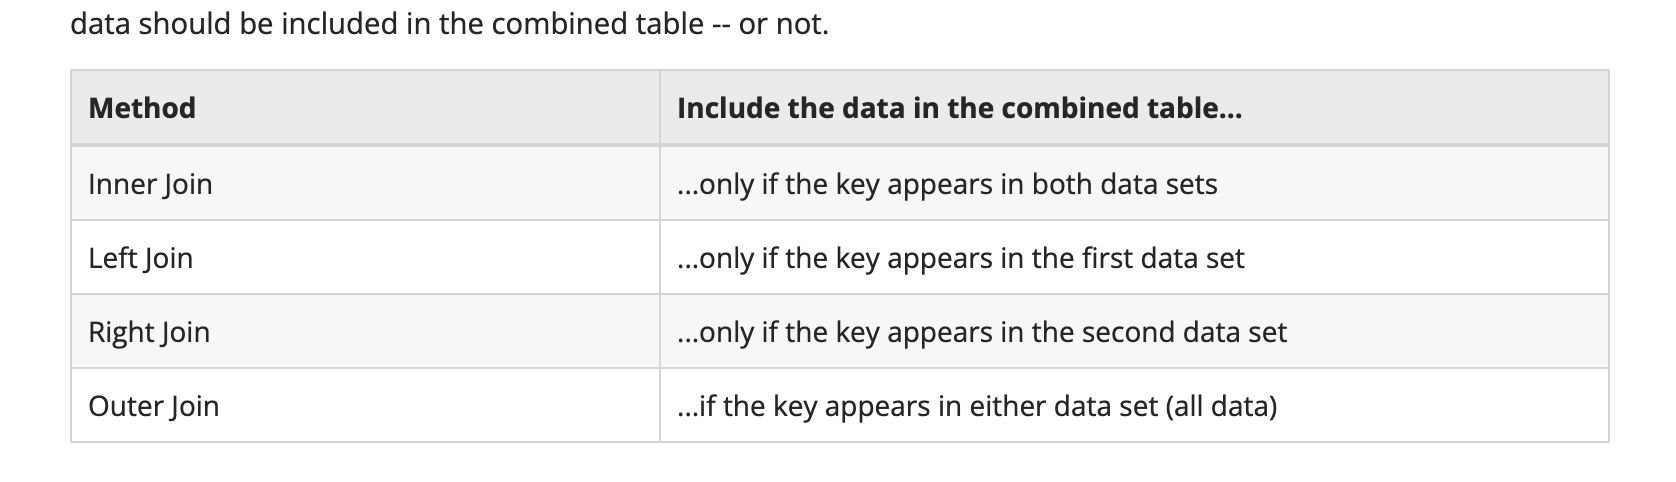 data should be included in the combined table -- or not.
Method
Include the data in the combined table...
Inner Join
...only if the key appears in both data sets
Left Join
...only if the key appears in the first data set
Right Join
...only if the key appears in the second data set
Outer Join
...if the key appears in either data set (all data)